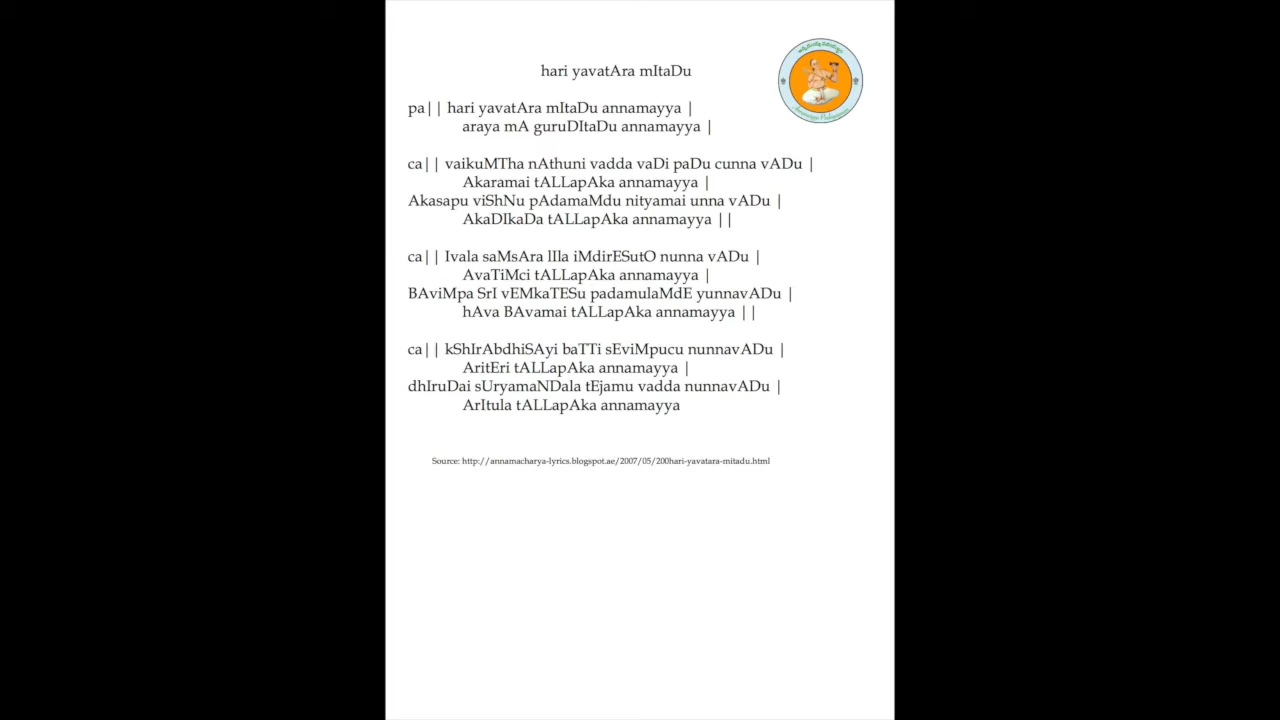 hari yavatAra mItaDu
pa|| hari yavatAra mItaDu annamayya |
araya mA guruDItaDu annamayya |
ca|| vaikuMTha nAthuni vadda vaDi paDu cunna vADu |
Akaramai tALLapAka annamayya |
Akasapu viShNu pAdamaMdu nityamai unna vADu |
AkaDIkaDa tALLapAka annamayya ||
ca|| Ivala saMsAra lIla iMdirESutO nunna vADu |
AvaTiMci tALLapAka annamayya |
BAviMpa SrI vEMkaTESu padamulaMdE yunnavADu |
hAva BAvamai tALLapAka annamayya ||
ca|| kShIrAbdhiSAyi baTTi sEviMpucu nunnavADu |
AritEri tALLapAka annamayya |
dhIruDai sUryamaNDala tEjamu vadda nunnavADu |
ArItula tALLapAka annamayya
Source: http://annamacharya-lyrics.blogspot.ae/2007/05/200hari-yavatara-mitadu.html